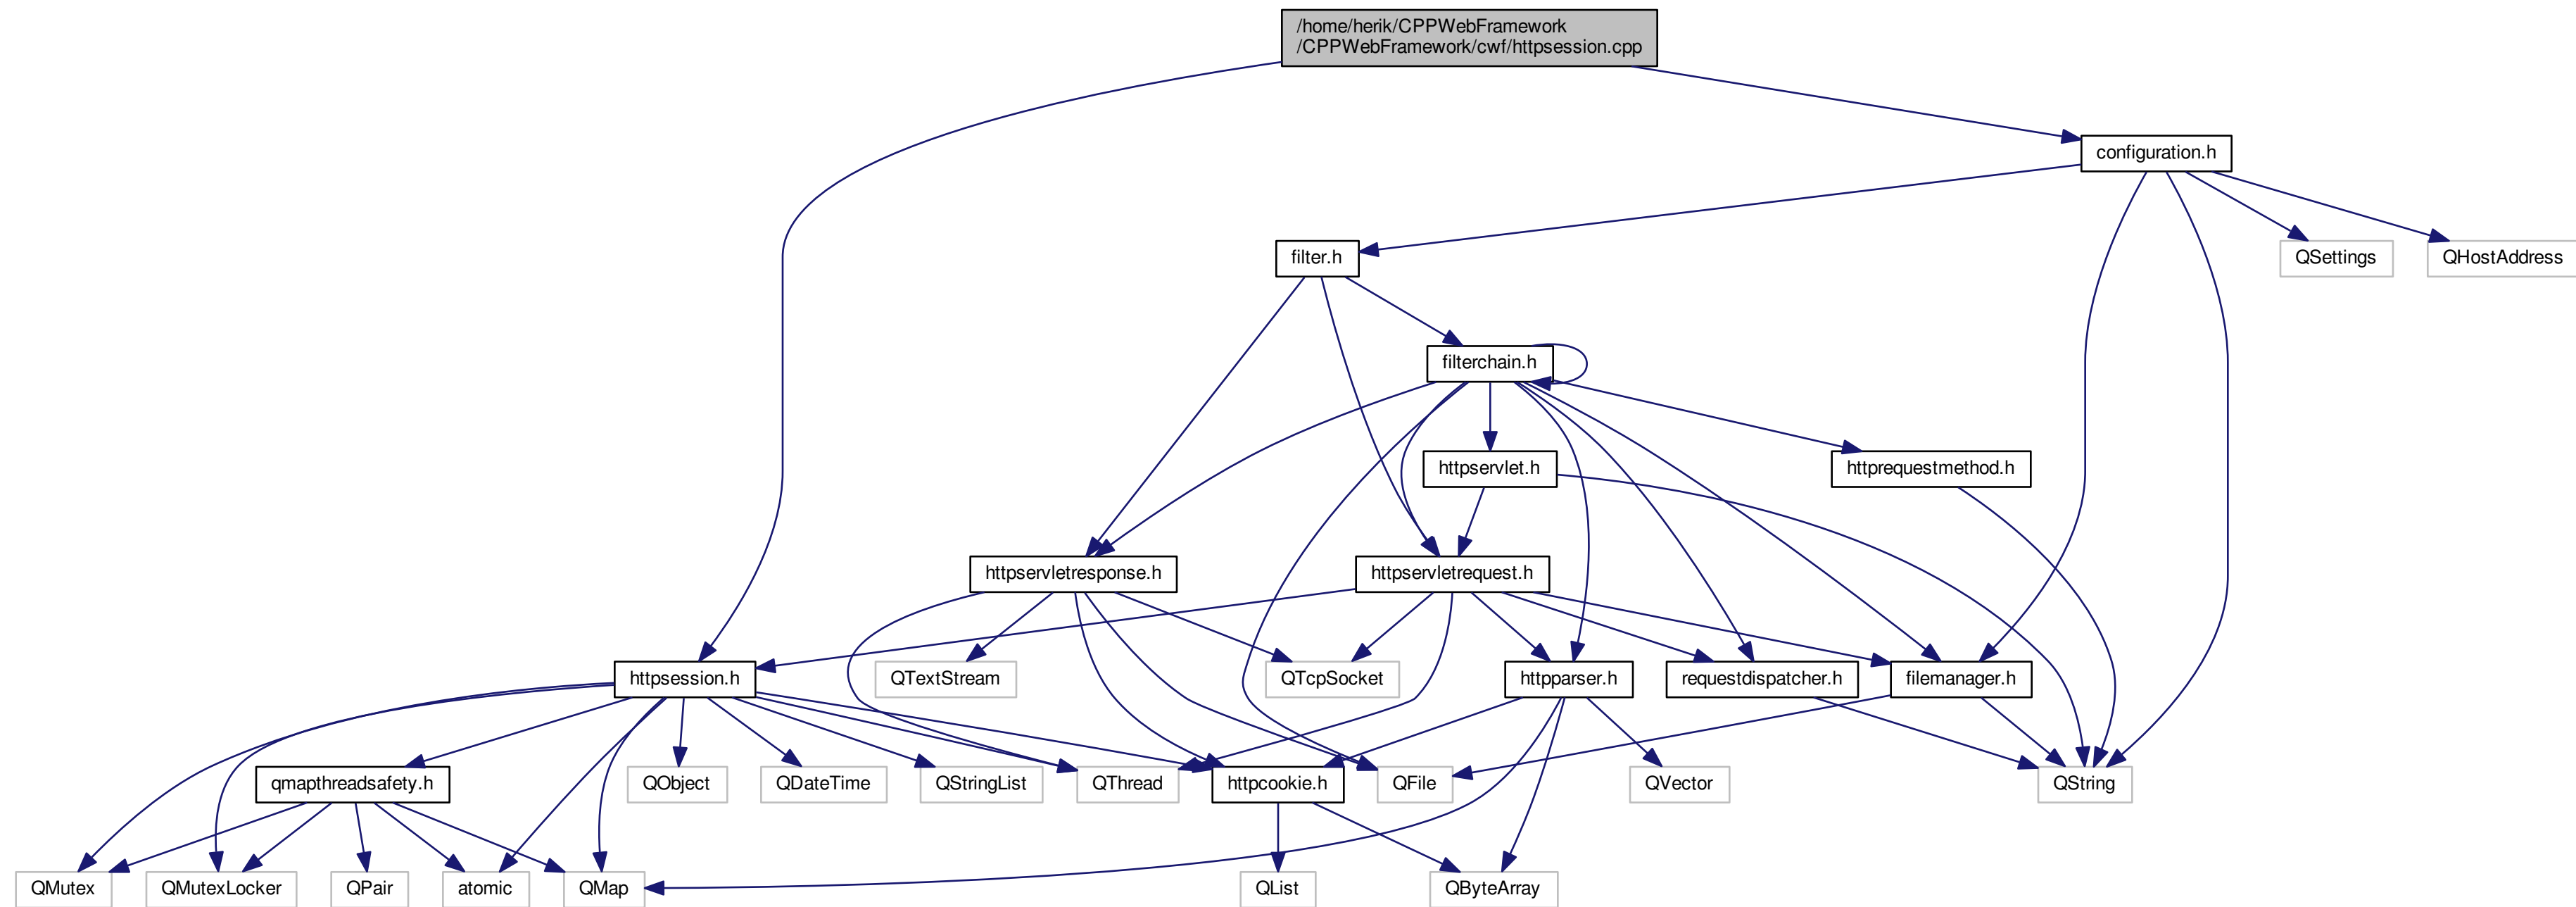 /home/herik/CPPWebFramework
/CPPWebFramework/cwf/httpsession.cpp
configuration.h
filter.h
QSettings
QHostAddress
filterchain.h
httpservlet.h
httprequestmethod.h
httpservletresponse.h
httpservletrequest.h
httpsession.h
QTextStream
QTcpSocket
httpparser.h
requestdispatcher.h
filemanager.h
qmapthreadsafety.h
QObject
QDateTime
QStringList
QThread
httpcookie.h
QFile
QVector
QString
QMutex
QMutexLocker
QPair
atomic
QMap
QList
QByteArray